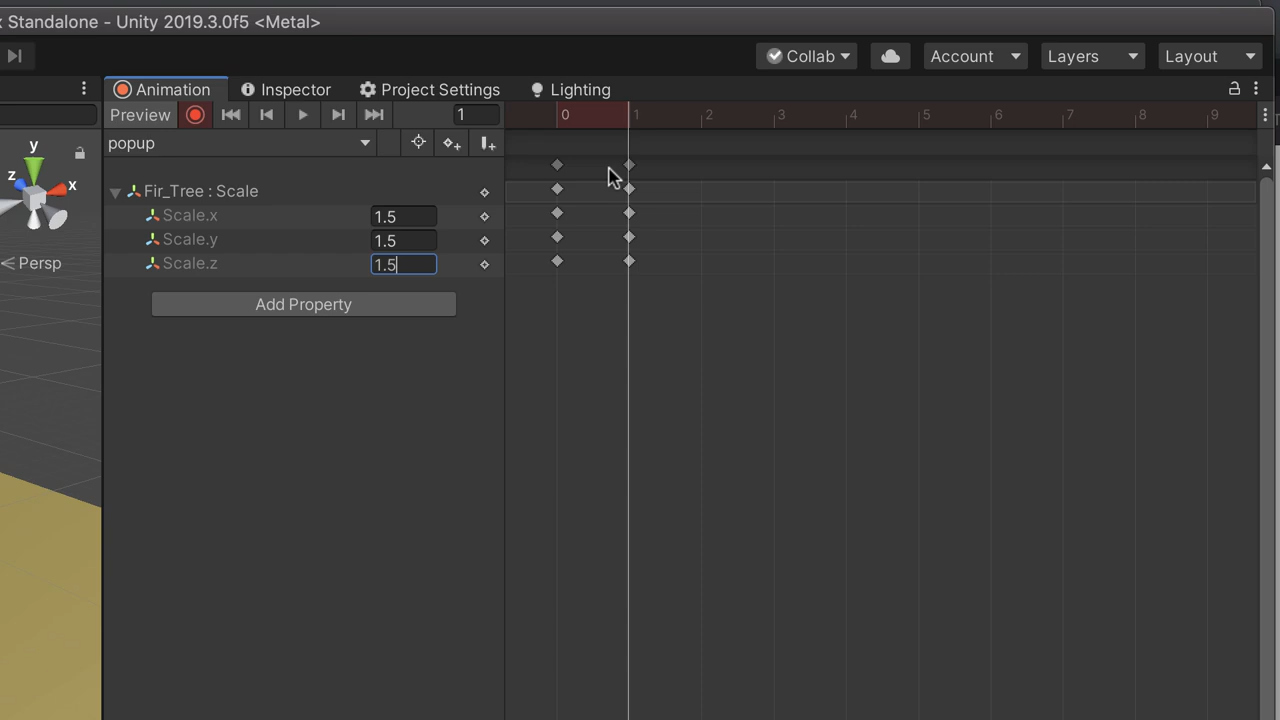 x Standalone - Unity 2019.3.0f5 <Metal>
Collab Account Layers Layout
Animation Inspector Project Settings Lighting
Preview 1 0 1 2 3 4 5 6 7 8 9
popup
y
z x
Fir_Tree : Scale
Scale.x 1.5
Scale.y 1.5
Persp Scale.z 1.5
Add Property